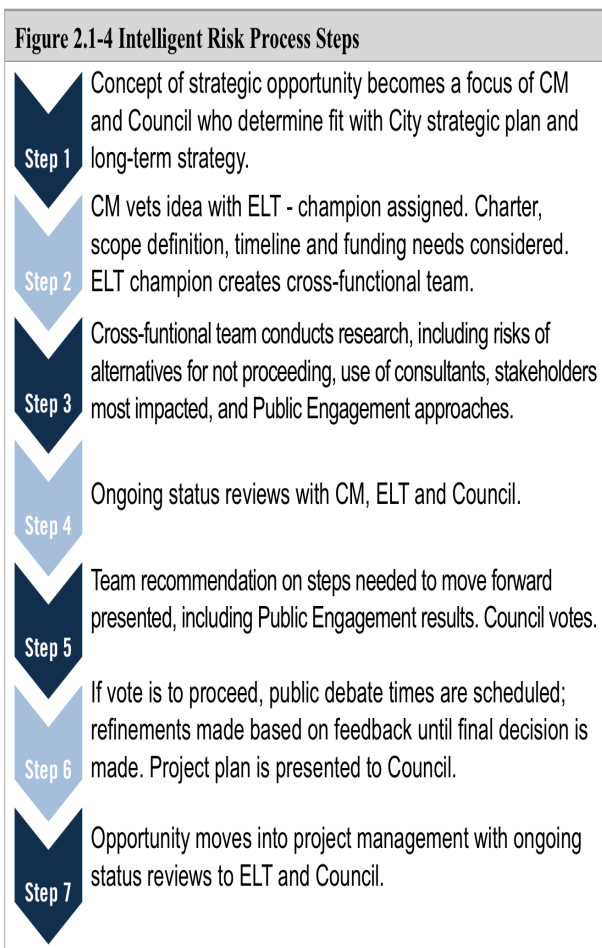 Figure 2.1-4 Intelligent Risk Process Steps
Concept of strategic opportunity becomes a focus of CM
and Council who determine fit with City strategic plan and
Step 1 long-term strategy.
CM vets idea with ELT - champion assigned. Charter,
scope definition, timeline and funding needs considered.
Step 2 ELT champion creates cross-functional team.
Cross-funtional team conducts research, including risks of
alternatives for not proceeding, use of consultants, stakeholders
Step 3 most impacted, and Public Engagement approaches.
Ongoing status reviews with CM, ELT and Council.
Step 4
Team recommendation on steps needed to move forward
presented, including Public Engagement results. Council votes.
Step 5
If vote is to proceed, public debate times are scheduled;
refinements made based on feedback until final decision is
Step 6 made. Project plan is presented to Council.
Opportunity moves into project management with ongoing
status reviews to ELT and Council.
Step 7